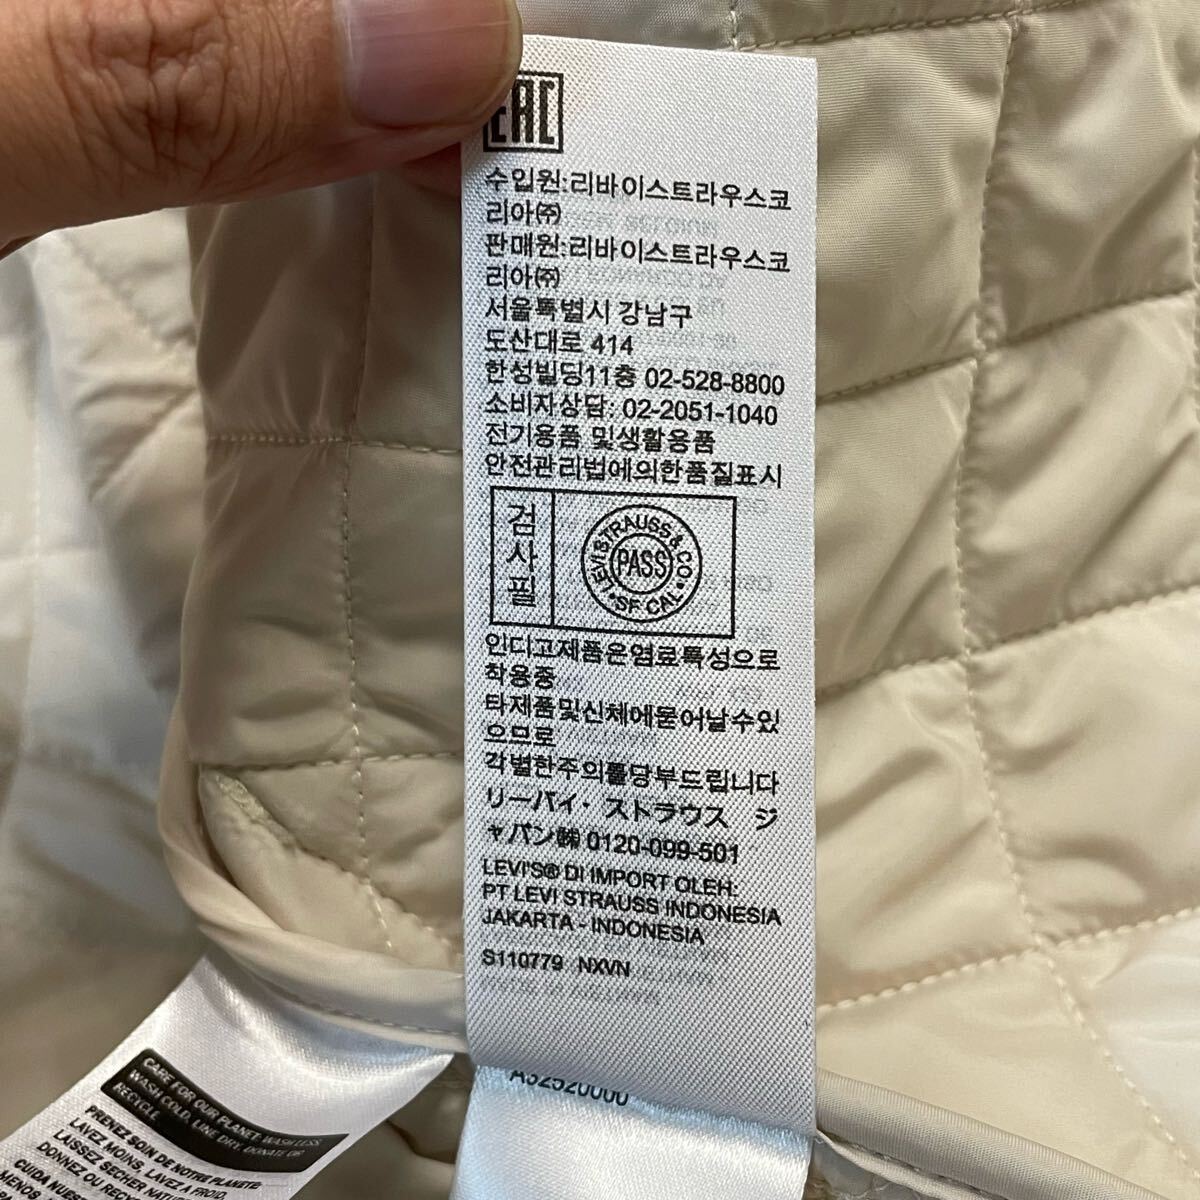 EAC
수입원:리바이스트라우스코
리아㈜
판매원:리바이스트라우스코
리아㈜
서울특별시 강남구
도산대로 414
한성빌딩11층 02-528-8800
소비자상담: 02-2051-1040
전기용품 및생활용품
안전관리법에의한품질표시
검사필
LEVI STRAUSS & CO
PASS
SF CAL
인디고제품은염료특성으로
착용중
타제품및신체에묻어날수있
으므로
각별한주의를당부드립니다
リーバイ・ストラウス ジ
ャパン㈱ 0120-099-501
LEVI'S® DI IMPORT OLEH:
PT LEVI STRAUSS INDONESIA
JAKARTA - INDONESIA
S110779 NXVN
A32520000
CARE FOR OUR PLANET: WASH LESS
WASH COLD, LINE DRY, DONATE OR
RECYCLE
PRENEZ SOIN DE NOTRE PLANÈTE:
LAVEZ MOINS, LAVEZ À FROID,
LAISSEZ SÉCHER
DONNEZ OU